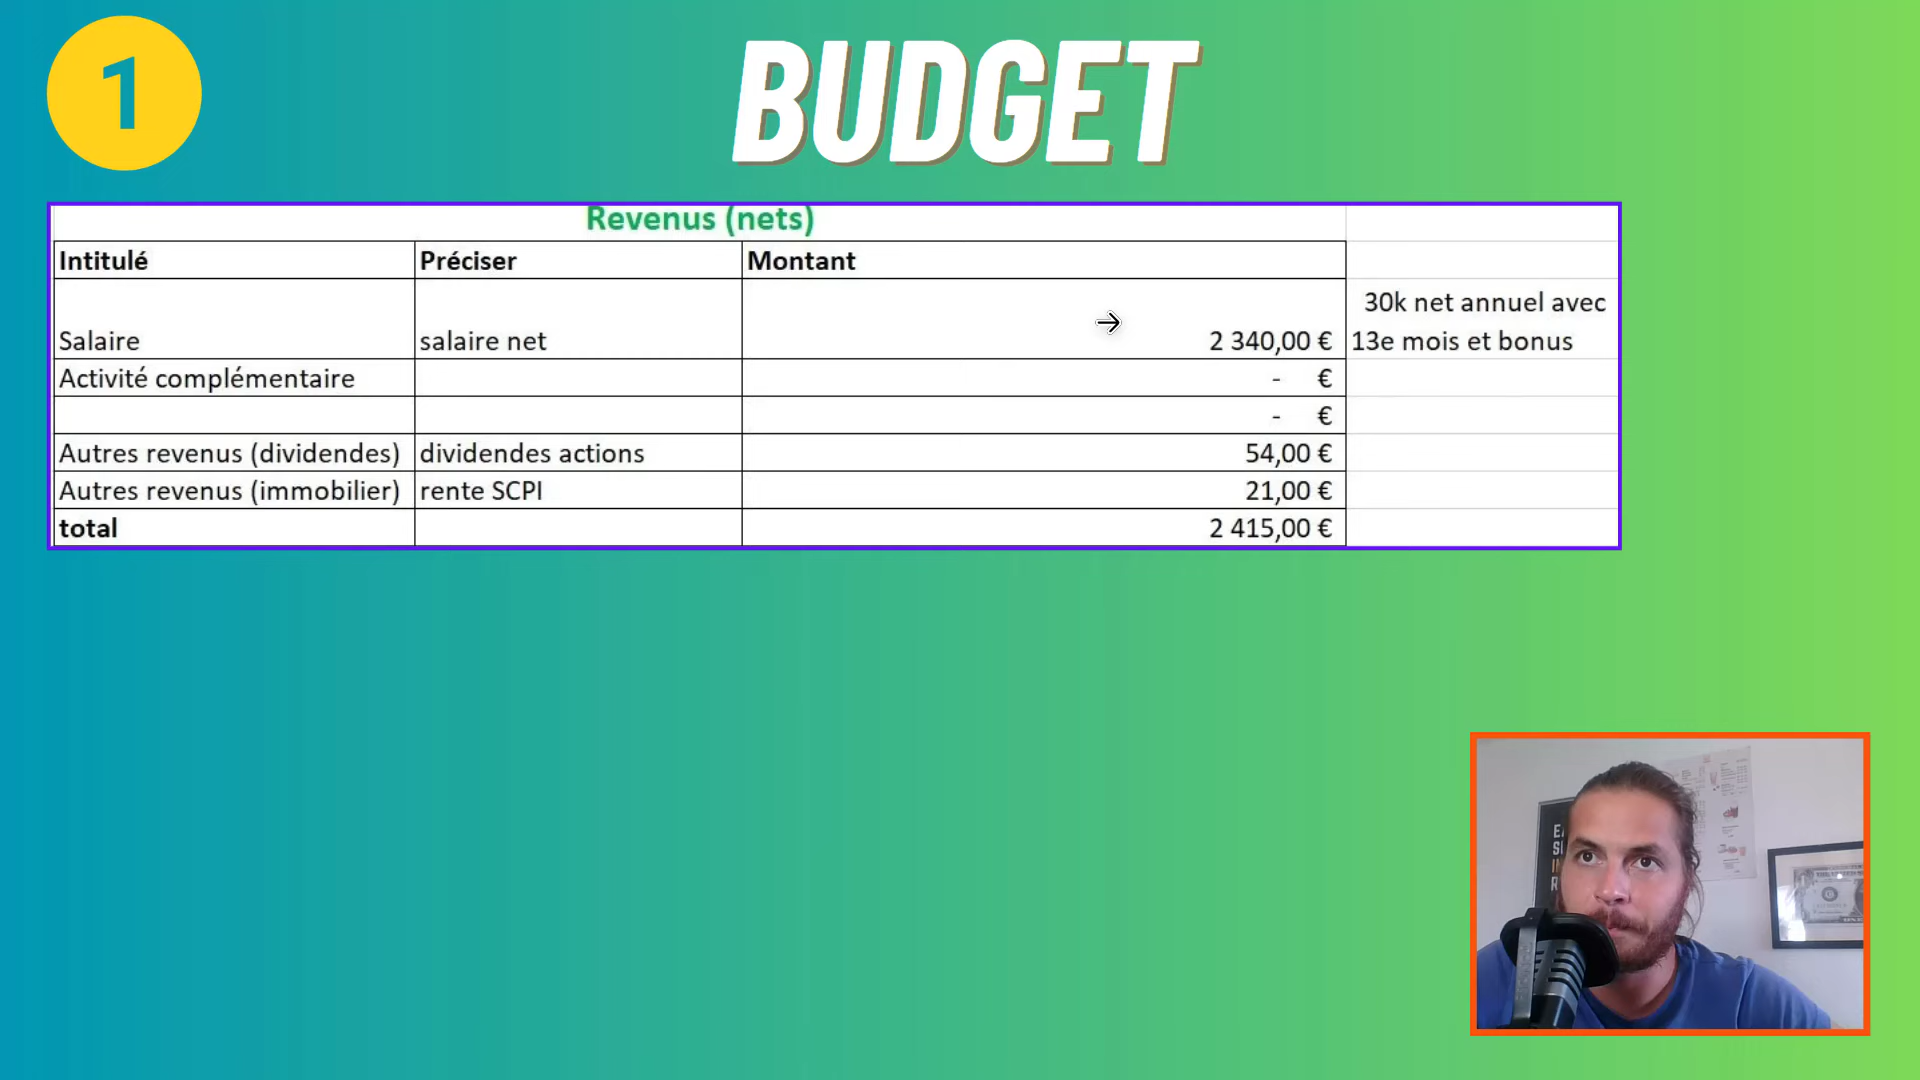 1
BUDGET
Revenus (nets)
Intitulé Préciser Montant
30k net annuel avec
Salaire salaire net 2 340,00 € 13e mois et bonus
Activité complémentaire - €
- €
Autres revenus (dividendes) dividendes actions 54,00 €
Autres revenus (immobilier) rente SCPI 21,00 €
total 2 415,00 €